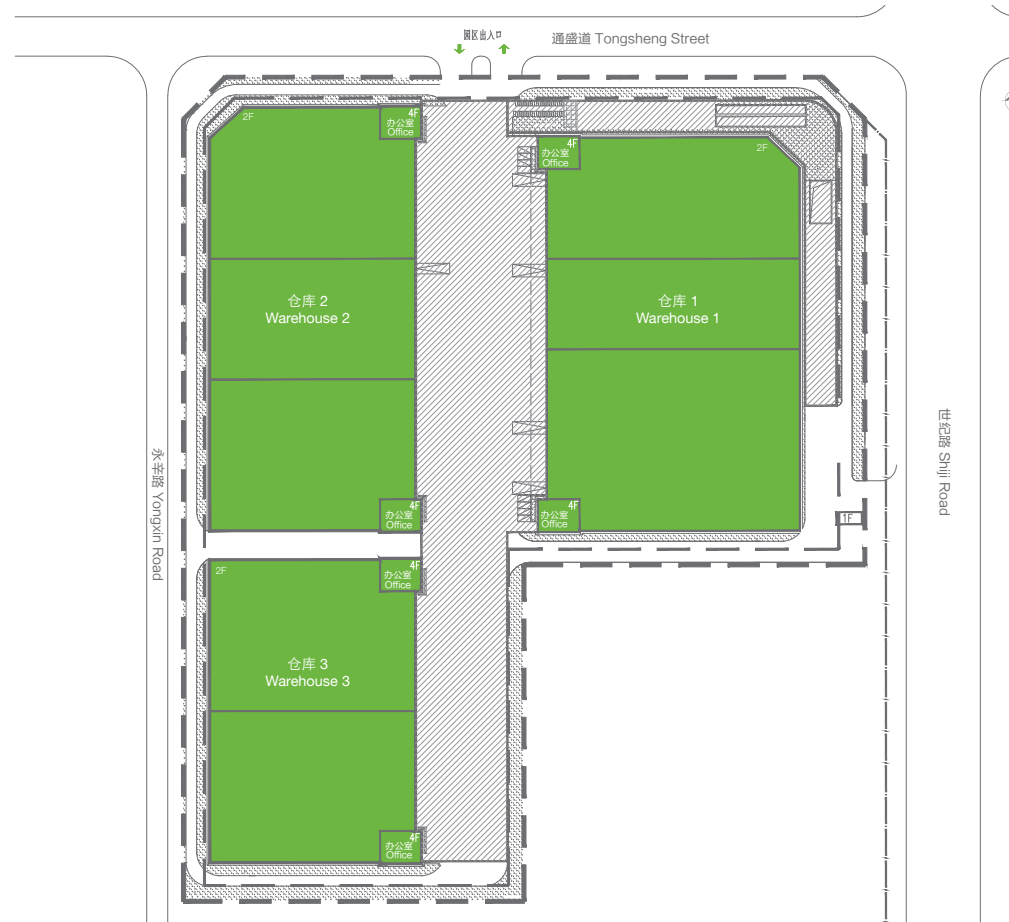 园区出入口
通盛道 Tongsheng Street
2F
4F
办公室
Office
4F
办公室
Office
2F
仓库 2
Warehouse 2
仓库 1
Warehouse 1
永辛路 Yongxin Road
世纪路 Shiji Road
4F
办公室
Office
4F
办公室
Office
1F
2F
4F
办公室
Office
仓库 3
Warehouse 3
4F
办公室
Office